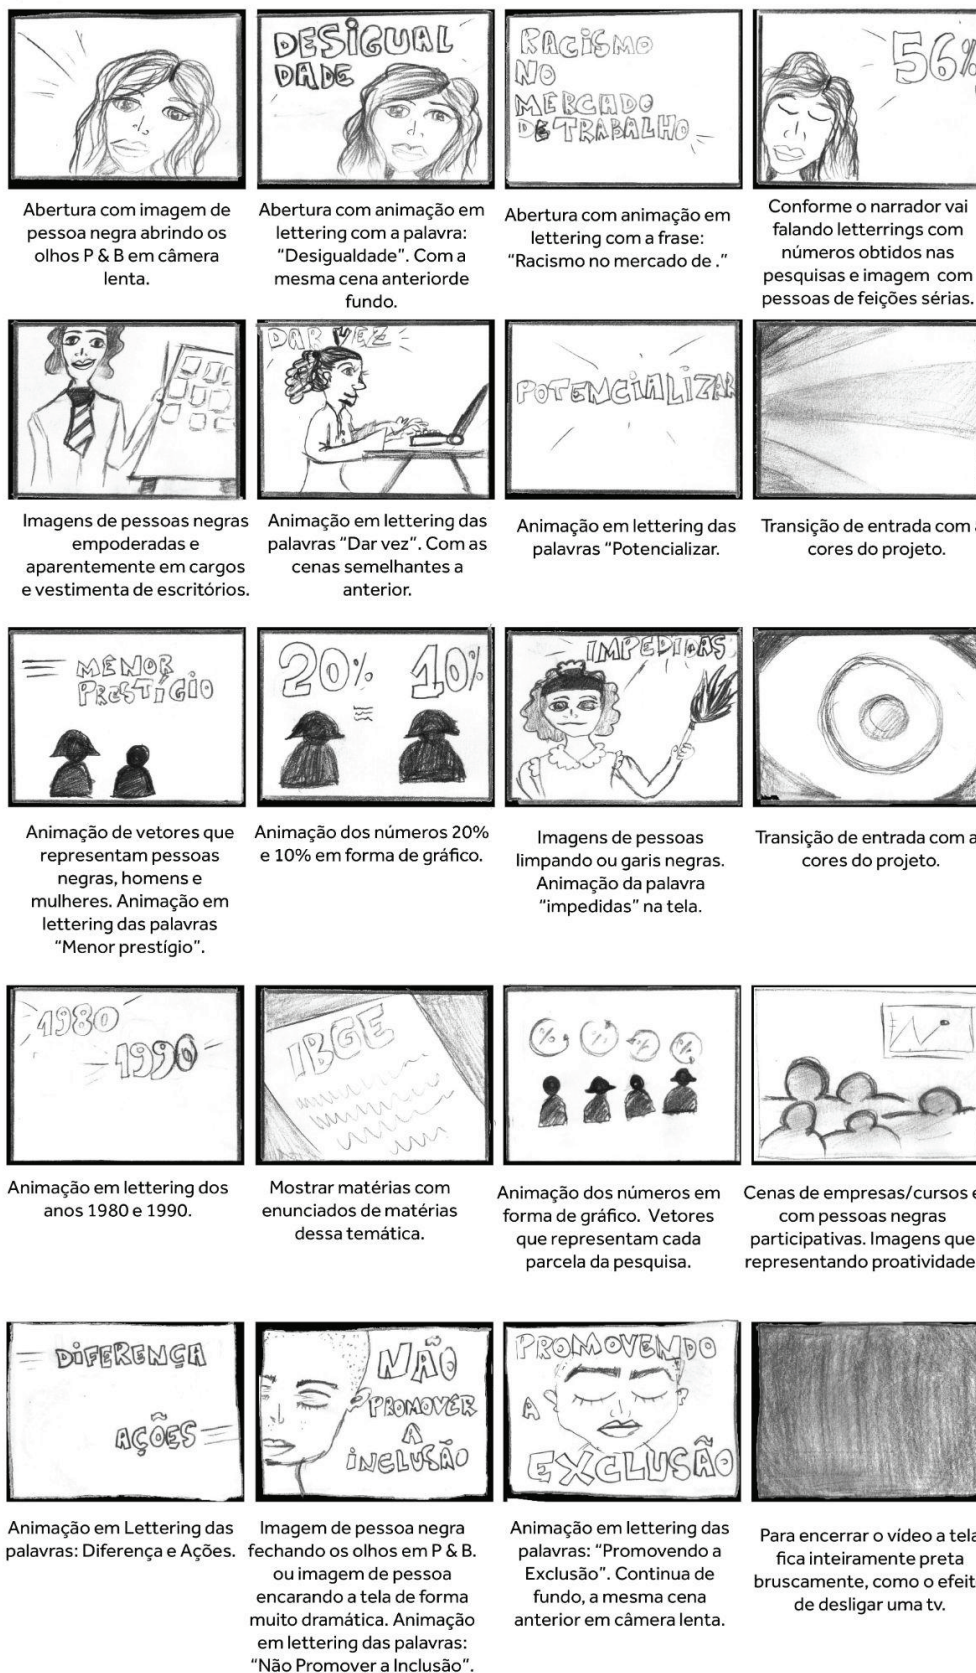 DESIGUAL
DADE
RACISMO
NO
MERCADO
DE TRABALHO
56%
Abertura com imagem de
pessoa negra abrindo os
olhos P & B em câmera
lenta.
Abertura com animação em
lettering com a palavra:
“Desigualdade”. Com a
mesma cena anteriorde
fundo.
Abertura com animação em
lettering com a frase:
“Racismo no mercado de .”
Conforme o narrador vai
falando letterrings com
números obtidos nas
pesquisas e imagem com
pessoas de feições sérias.
DAR VEZ
POTENCIALIZAR
Imagens de pessoas negras
empoderadas e
aparentemente em cargos
e vestimenta de escritórios.
Animação em lettering das
palavras “Dar vez”. Com as
cenas semelhantes a
anterior.
Animação em lettering das
palavras “Potencializar.
Transição de entrada com a
cores do projeto.
MENOR
PRESTÍGIO
20% 10%
IMPEDIDAS
Animação de vetores que
representam pessoas
negras, homens e
mulheres. Animação em
lettering das palavras
“Menor prestígio”.
Animação dos números 20%
e 10% em forma de gráfico.
Imagens de pessoas
limpando ou garis negras.
Animação da palavra
“impedidas” na tela.
Transição de entrada com a
cores do projeto.
1980
1990
IBGE
% % % %
Animação em lettering dos
anos 1980 e 1990.
Mostrar matérias com
enunciados de matérias
dessa temática.
Animação dos números em
forma de gráfico. Vetores
que representam cada
parcela da pesquisa.
Cenas de empresas/cursos e
com pessoas negras
participativas. Imagens que
representando proatividade
DIFERENÇA
AÇÕES
NÃO
PROMOVER
A
INCLUSÃO
PROMOVENDO
A
EXCLUSÃO
Animação em Lettering das
palavras: Diferença e Ações.
Imagem de pessoa negra
fechando os olhos em P & B.
ou imagem de pessoa
encarando a tela de forma
muito dramática. Animação
em lettering das palavras:
“Não Promover a Inclusão”.
Animação em lettering das
palavras: “Promovendo a
Exclusão”. Continua de
fundo, a mesma cena
anterior em câmera lenta.
Para encerrar o vídeo a tela
fica inteiramente preta
bruscamente, como o efeit
de desligar uma tv.